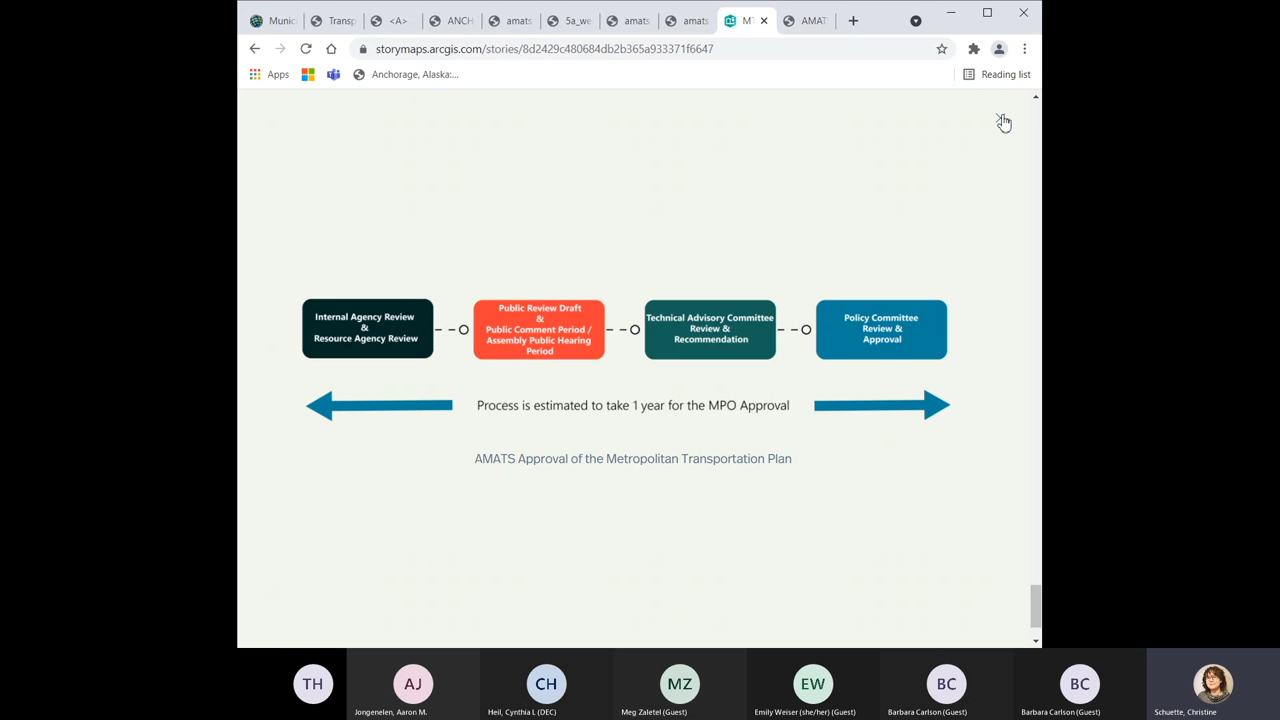 Munici
Transp
<A>
ANCH
amats
5a_we
amats
amats
MT
AMAT
storymaps.arcgis.com/stories/8d2429c480684db2b365a933371f6647
Apps
Anchorage, Alaska:...
Reading list
Internal Agency Review
&
Resource Agency Review
Public Review Draft
&
Public Comment Period /
Assembly Public Hearing
Period
Technical Advisory Committee
Review &
Recommendation
Policy Committee
Review &
Approval
Process is estimated to take 1 year for the MPO Approval
AMATS Approval of the Metropolitan Transportation Plan
TH
AJ
Jongenelen, Aaron M.
CH
Heil, Cynthia L (DEC)
MZ
Meg Zaletel (Guest)
EW
Emily Weiser (she/her) (Guest)
BC
Barbara Carlson (Guest)
BC
Barbara Carlson (Guest)
Schuette, Christine